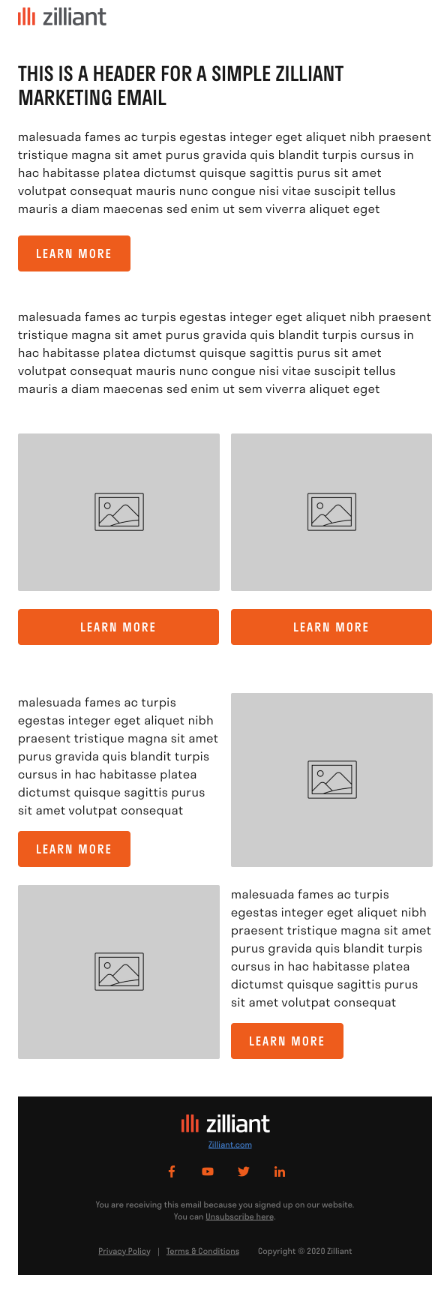 zilliant
THIS IS A HEADER FOR A SIMPLE ZILLIANT
MARKETING EMAIL
malesuada fames ac turpis egestas integer eget aliquet nibh praesent
tristique magna sit amet purus gravida quis blandit turpis cursus in
hac habitasse platea dictumst quisque sagittis purus sit amet
volutpat consequat mauris nunc congue nisi vitae suscipit tellus
mauris a diam maecenas sed enim ut sem viverra aliquet eget
LEARN MORE
malesuada fames ac turpis egestas integer eget aliquet nibh praesent
tristique magna sit amet purus gravida quis blandit turpis cursus in
hac habitasse platea dictumst quisque sagittis purus sit amet
volutpat consequat mauris nunc congue nisi vitae suscipit tellus
mauris a diam maecenas sed enim ut sem viverra aliquet eget
LEARN MORE
LEARN MORE
malesuada fames ac turpis
egestas integer eget aliquet nibh
praesent tristique magna sit amet
purus gravida quis blandit turpis
cursus in hac habitasse platea
dictumst quisque sagittis purus
sit amet volutpat consequat
LEARN MORE
malesuada fames ac turpis
egestas integer eget aliquet nibh
praesent tristique magna sit amet
purus gravida quis blandit turpis
cursus in hac habitasse platea
dictumst quisque sagittis purus
sit amet volutpat consequat
LEARN MORE
zilliant
Zilliant.com
You are receiving this email because you signed up on our website.
You can Unsubscribe here.
Privacy Policy | Terms & Conditions Copyright © 2020 Zilliant